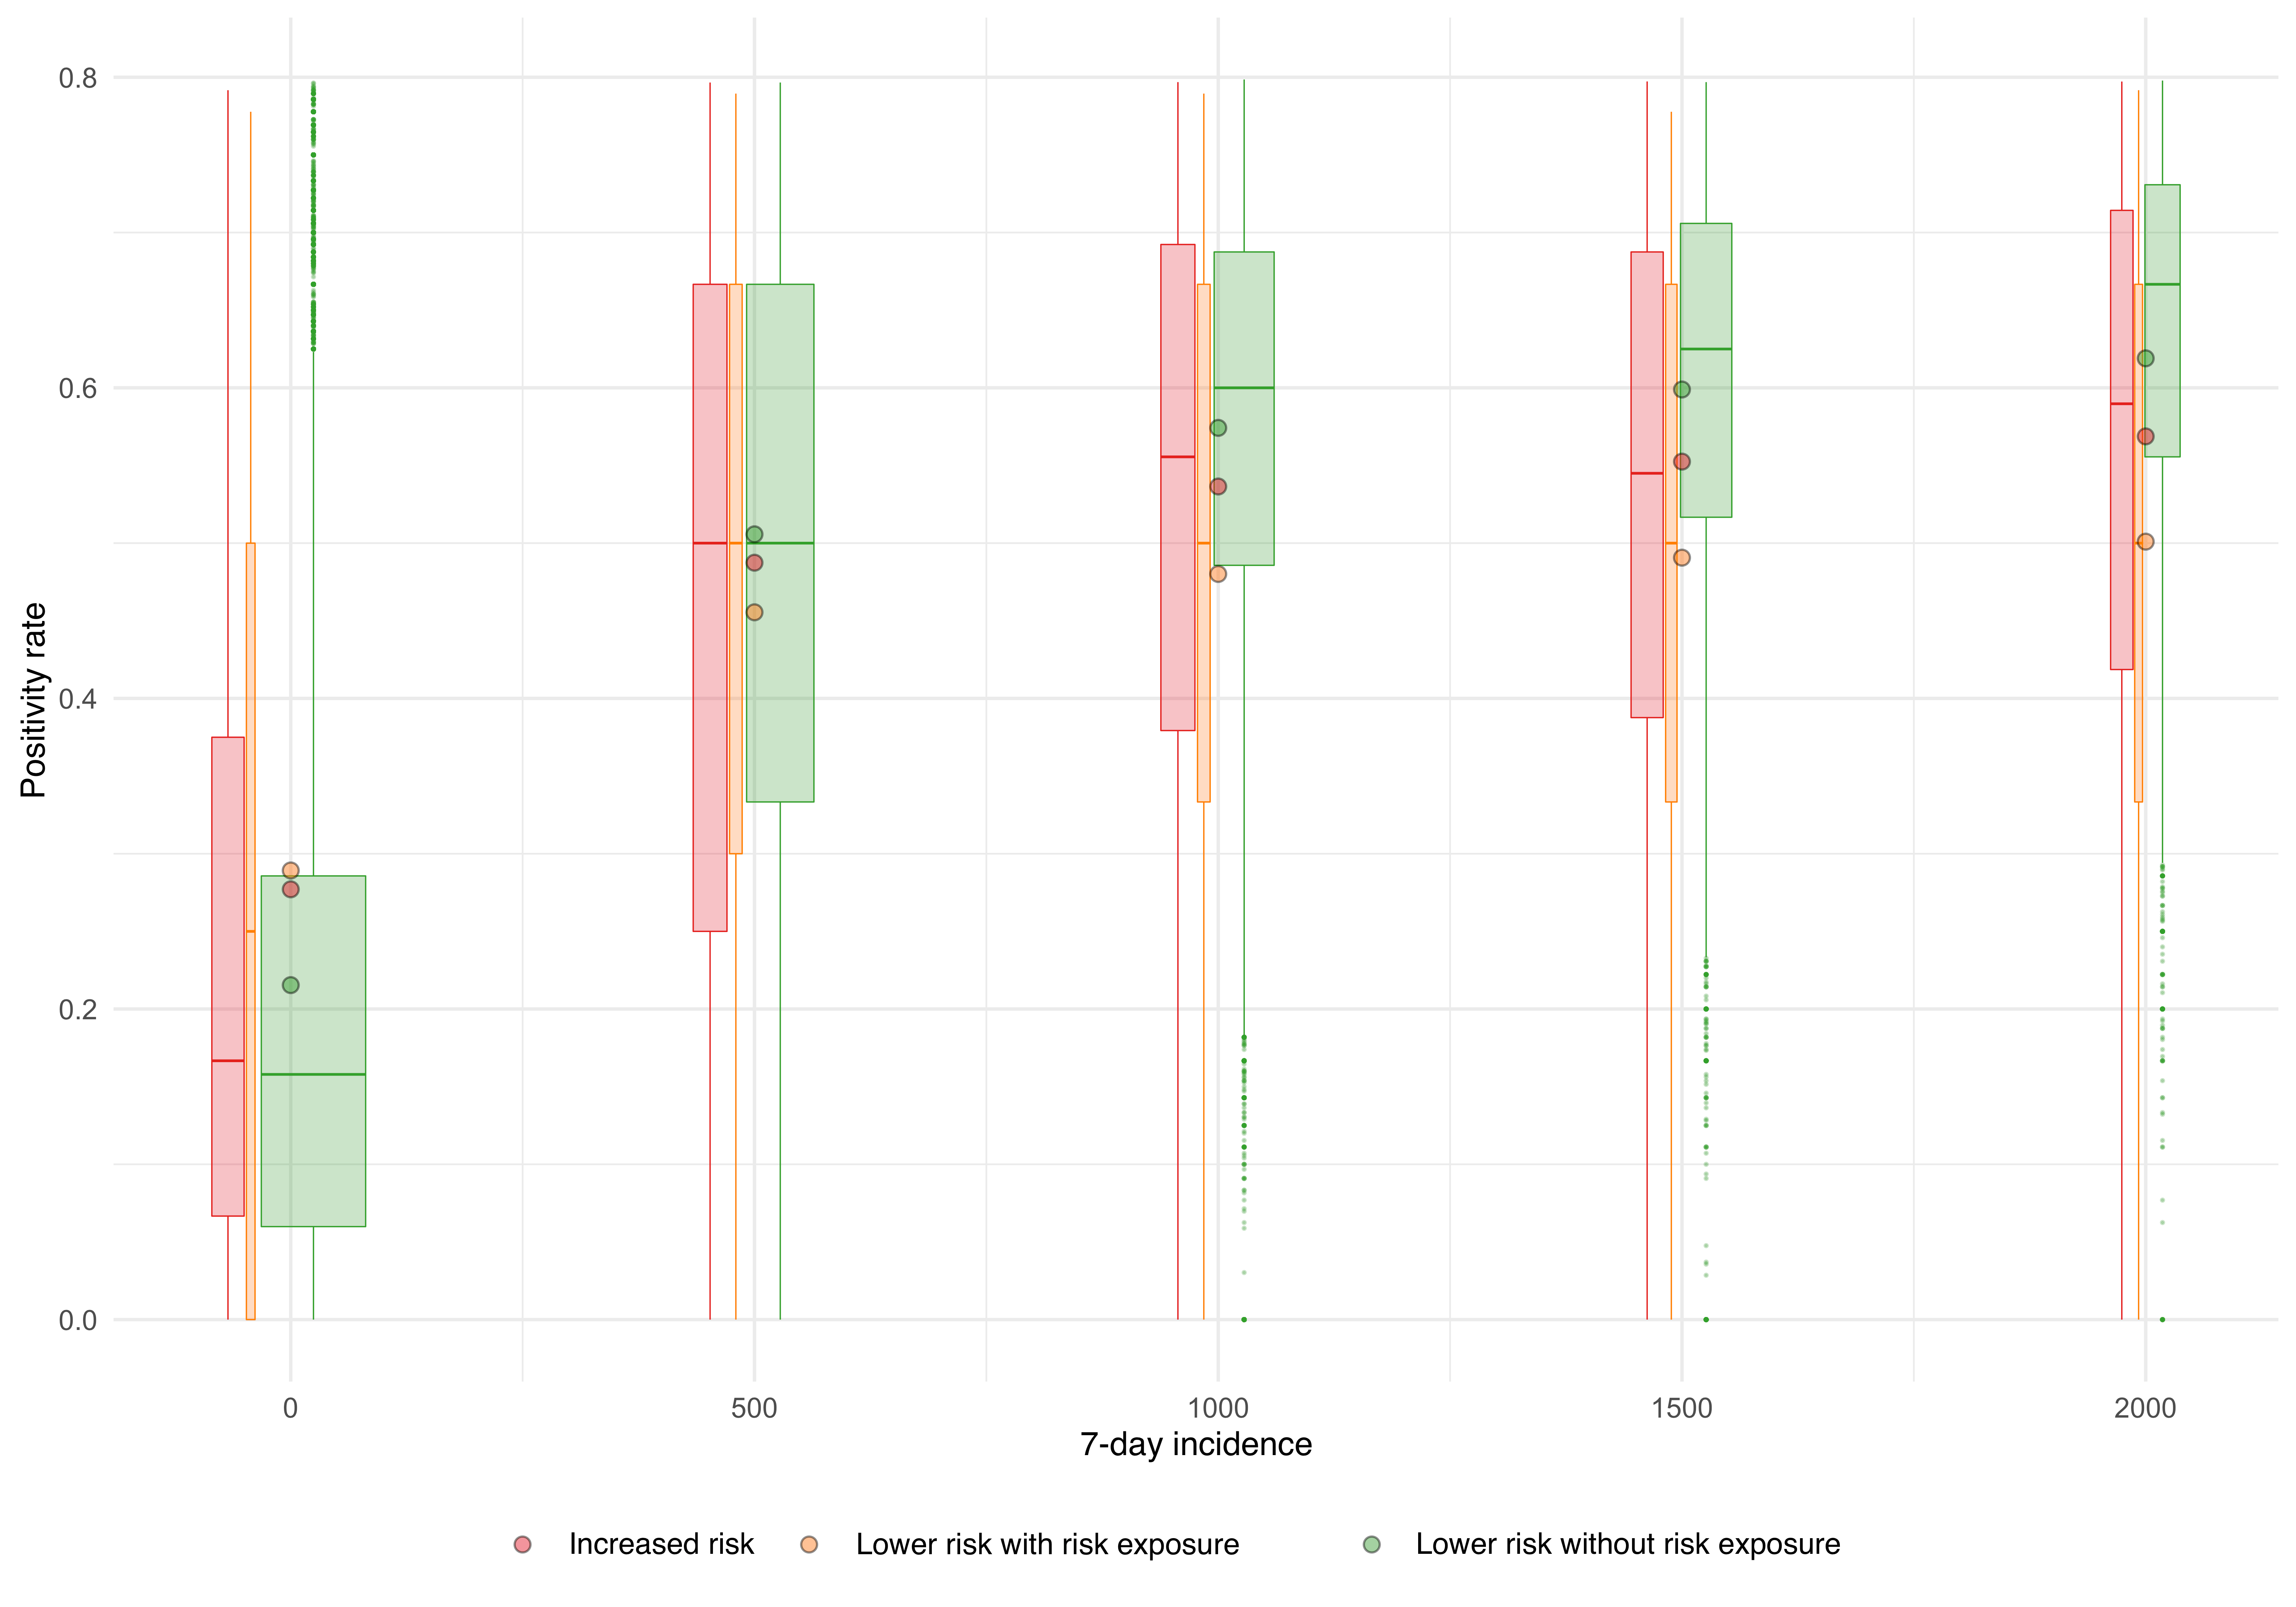 0.8
0.6
0.4
0.2
0.0
Positivity rate
0 500 1000 1500 2000
7-day incidence
Increased risk Lower risk with risk exposure Lower risk without risk exposure